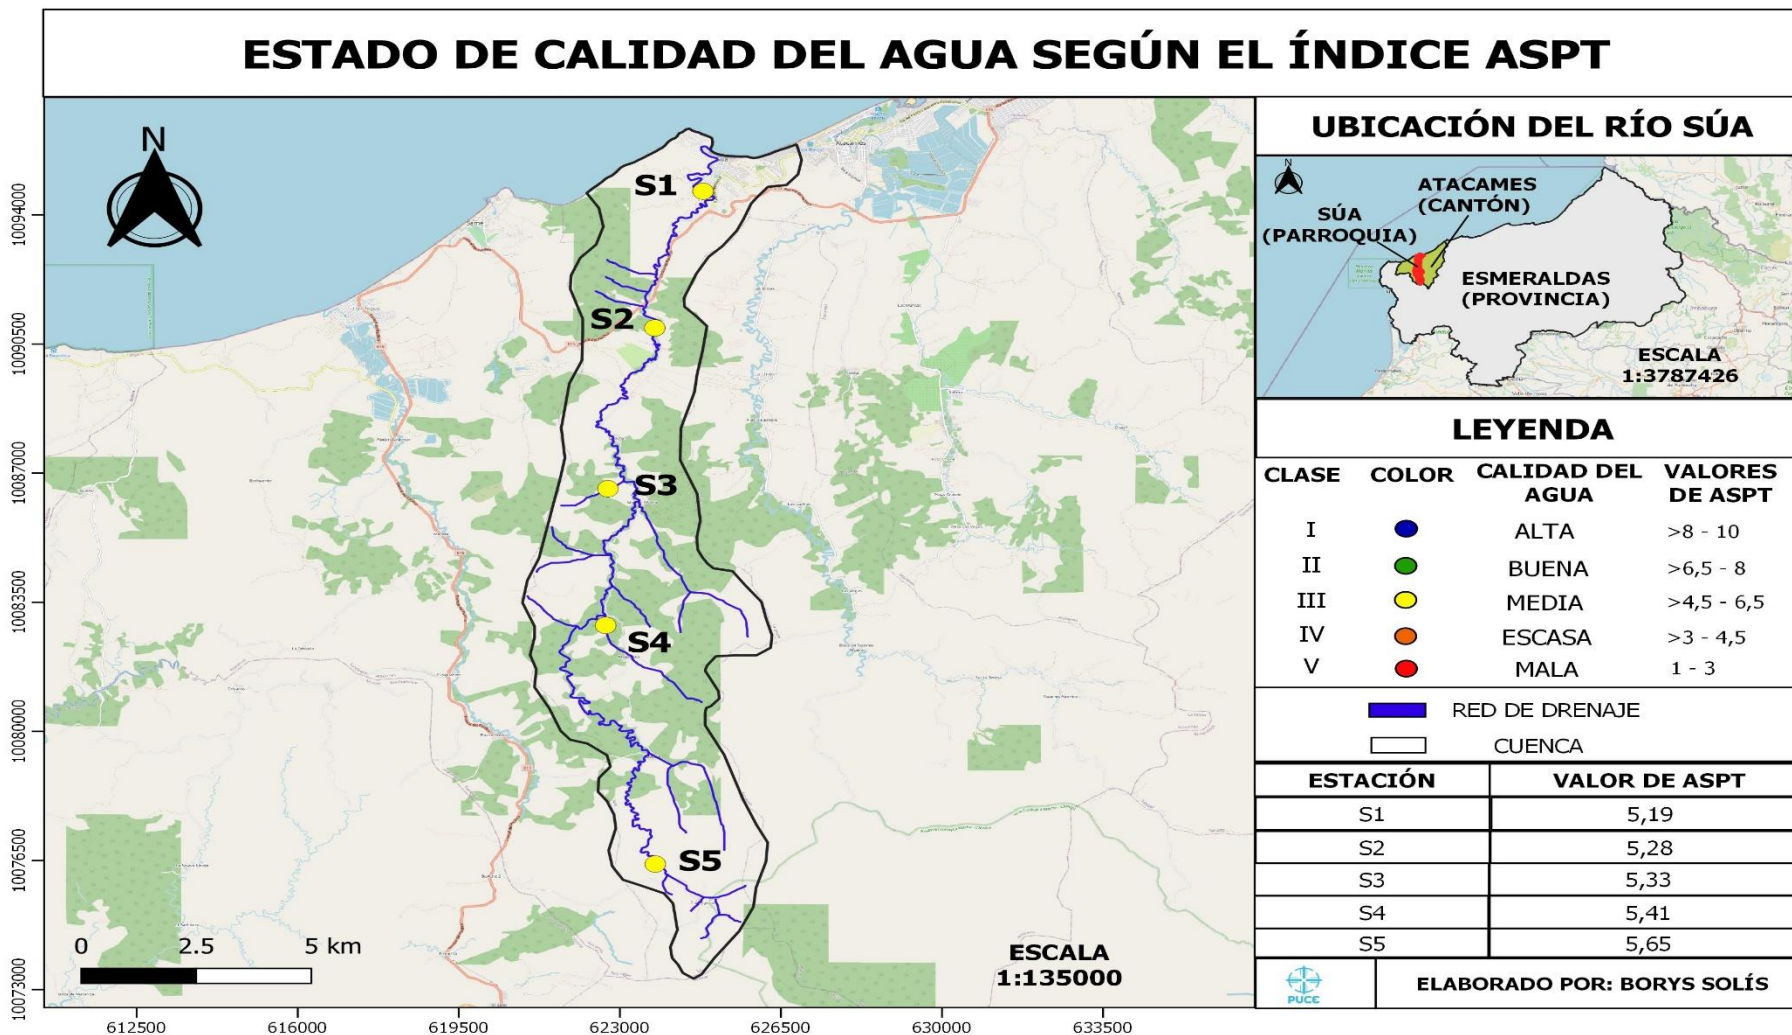 ESTADO DE CALIDAD DEL AGUA SEGÚN EL ÍNDICE ASPT
N
S1
S2
S3
S4
S5
0 2.5 5 km
ESCALA
1:135000
10094000
10090500
10087000
10083500
10080000
10076500
10073000
612500 616000 619500 623000 626500 630000 633500
UBICACIÓN DEL RÍO SÚA
N
ATACAMES
(CANTÓN)
SÚA
(PARROQUIA)
ESMERALDAS
(PROVINCIA)
ESCALA
1:3787426
LEYENDA
CLASE COLOR CALIDAD DEL AGUA VALORES DE ASPT
I ALTA >8 - 10
II BUENA >6,5 - 8
III MEDIA >4,5 - 6,5
IV ESCASA >3 - 4,5
V MALA 1 - 3
RED DE DRENAJE
CUENCA
ESTACIÓN VALOR DE ASPT
S1 5,19
S2 5,28
S3 5,33
S4 5,41
S5 5,65
PUCE
ELABORADO POR: BORYS SOLÍS